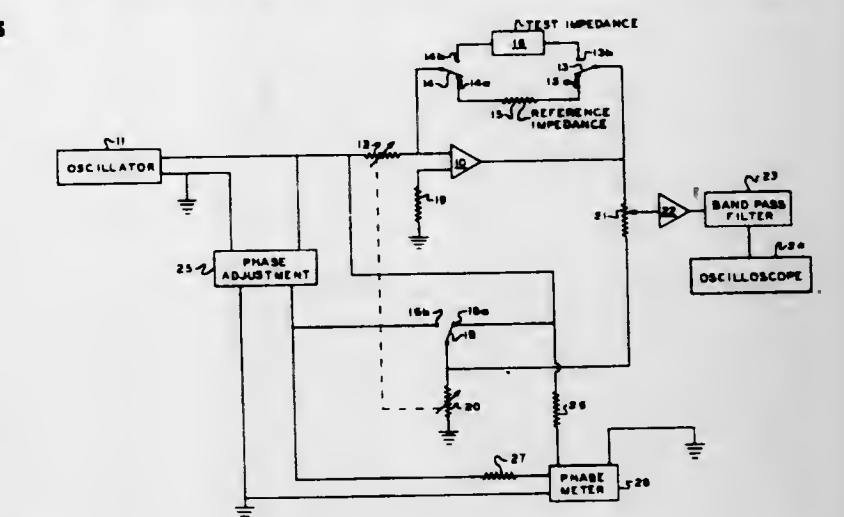 S
TEST IMPEDANCE
16
14b
13b
13
14
14a
13a
15
REFERENCE
IMPEDANCE
11
OSCILLATOR
12
10
19
21
22
23
BAND PASS
FILTER
24
OSCILLOSCOPE
25
PHASE
ADJUSTMENT
18b
18a
18
20
26
27
PHASE
METER
28